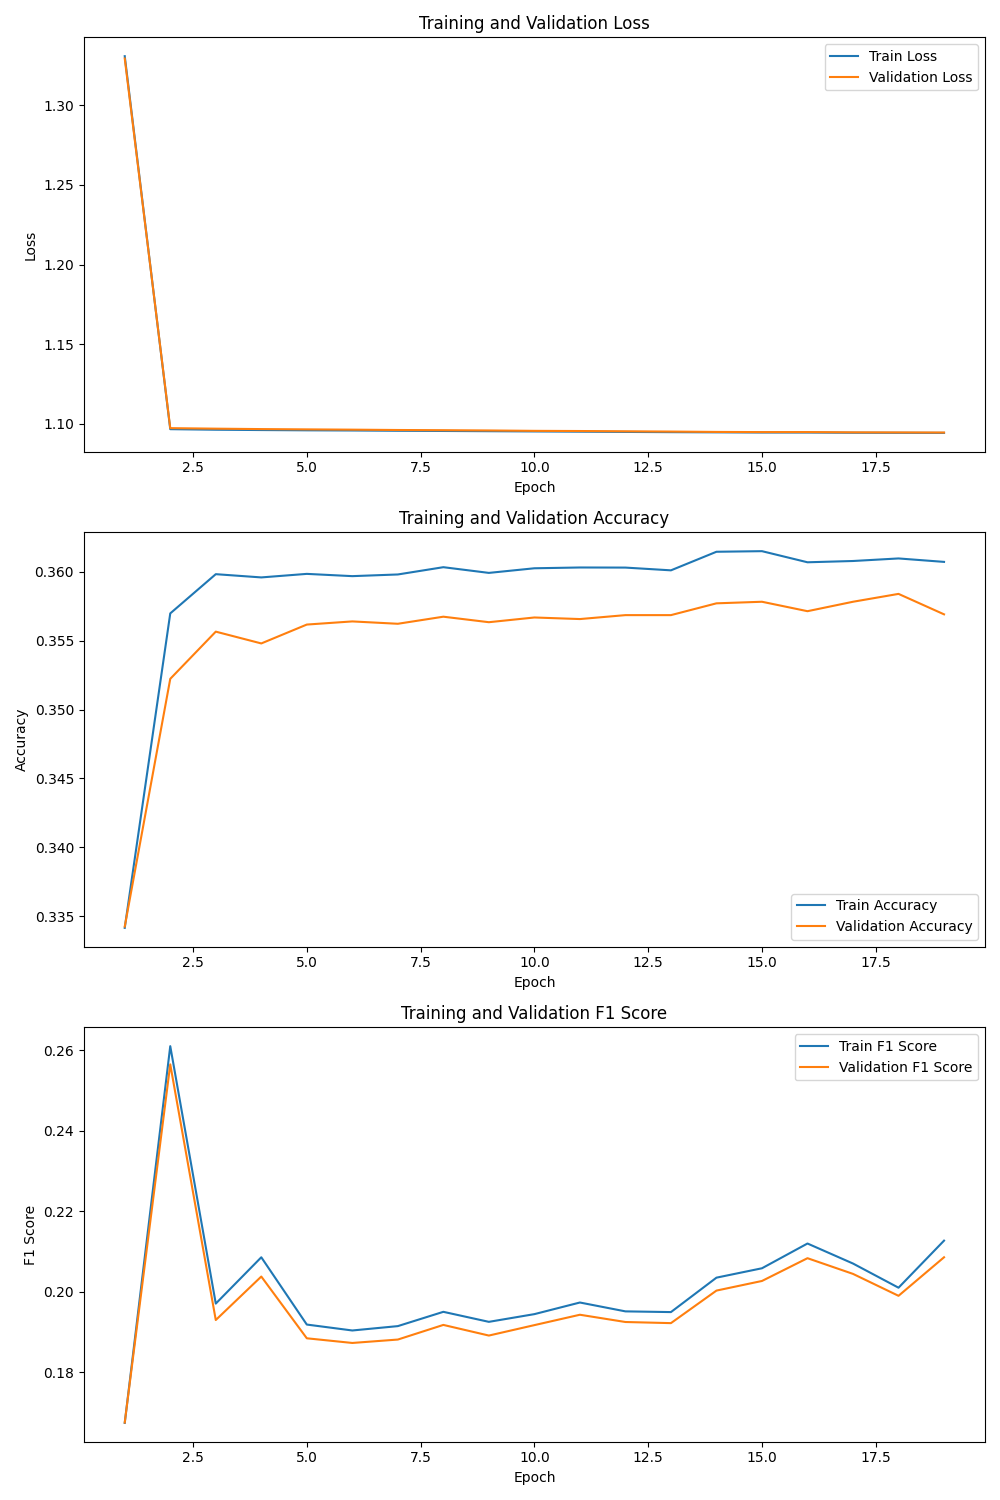 Training and Validation Loss
Train Loss
Validation Loss
1.30
1.25
1.20
1.15
1.10
Loss
2.5 5.0 7.5 10.0 12.5 15.0 17.5
Epoch
Training and Validation Accuracy
0.360
0.355
0.350
0.345
0.340
0.335
Accuracy
Train Accuracy
Validation Accuracy
2.5 5.0 7.5 10.0 12.5 15.0 17.5
Epoch
Training and Validation F1 Score
Train F1 Score
Validation F1 Score
0.26
0.24
0.22
0.20
0.18
F1 Score
2.5 5.0 7.5 10.0 12.5 15.0 17.5
Epoch